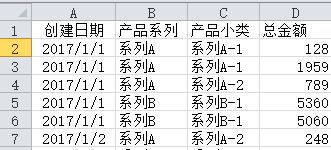 A B C D
1 创建日期 产品系列 产品小类 总金额
2 2017/1/1 系列A 系列A-1 128
3 2017/1/1 系列A 系列A-1 1959
4 2017/1/1 系列A 系列A-2 789
5 2017/1/1 系列B 系列B-1 5360
6 2017/1/1 系列B 系列B-1 5060
7 2017/1/2 系列A 系列A-2 248